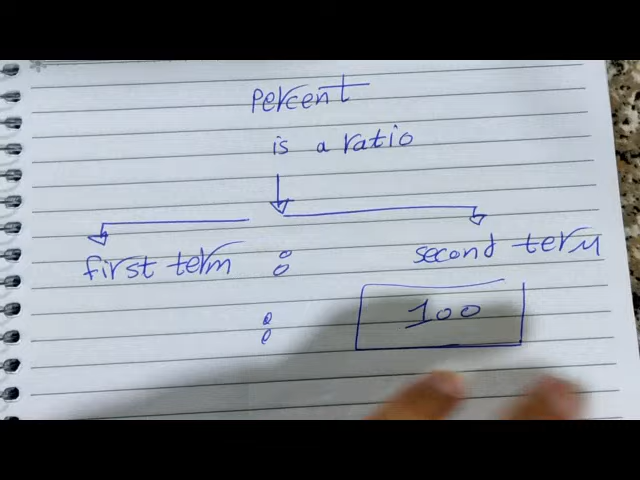 Percent
is a ratio
first term : second term
: 100